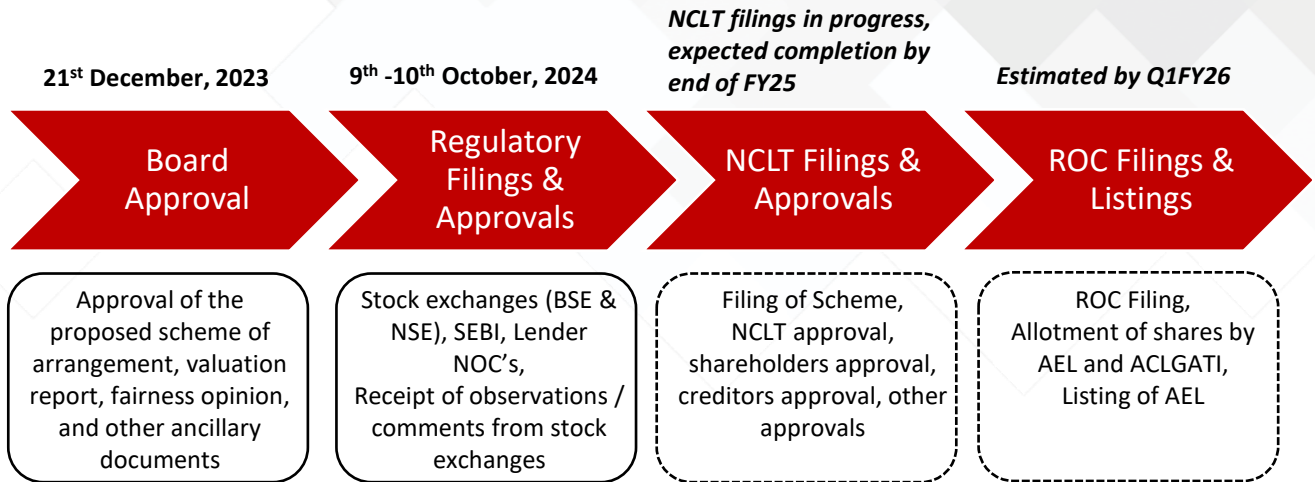 21st December, 2023
9th -10th October, 2024
NCLT filings in progress,
expected completion by
end of FY25
Estimated by Q1FY26
Board
Approval
Regulatory
Filings &
Approvals
NCLT Filings &
Approvals
ROC Filings &
Listings
Approval of the
proposed scheme of
arrangement, valuation
report, fairness opinion,
and other ancillary
documents
Stock exchanges (BSE &
NSE), SEBI, Lender
NOC’s,
Receipt of observations /
comments from stock
exchanges
Filing of Scheme,
NCLT approval,
shareholders approval,
creditors approval, other
approvals
ROC Filing,
Allotment of shares by
AEL and ACLGATI,
Listing of AEL